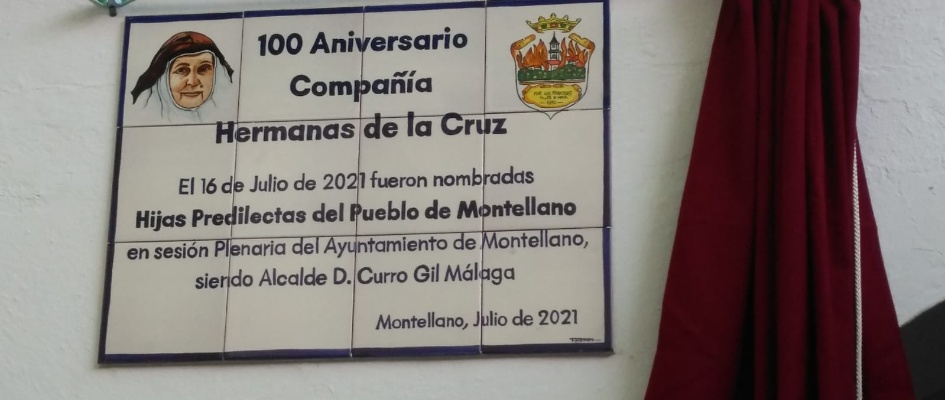 100 Aniversario
Compañía
Hermanas de la Cruz
El 16 de Julio de 2021 fueron nombradas
Hijas Predilectas del Pueblo de Montellano
en sesión Plenaria del Ayuntamiento de Montellano,
siendo Alcalde D. Curro Gil Málaga
Montellano, Julio de 2021